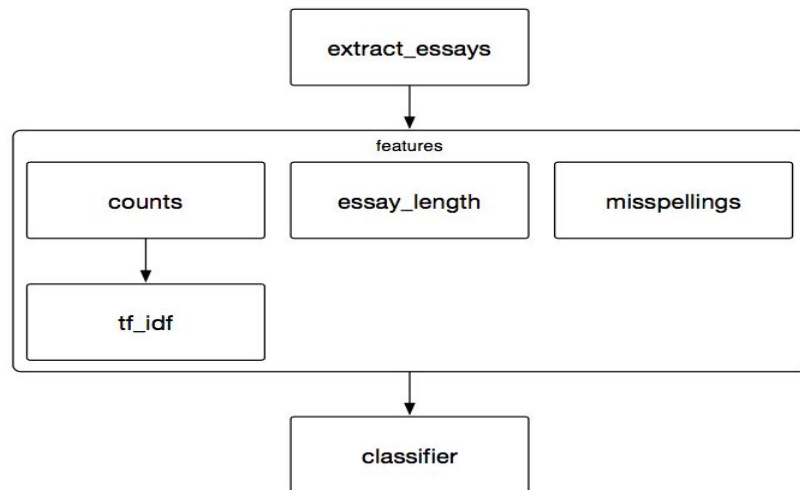 extract_essays
features
counts
essay_length
misspellings
tf_idf
classifier